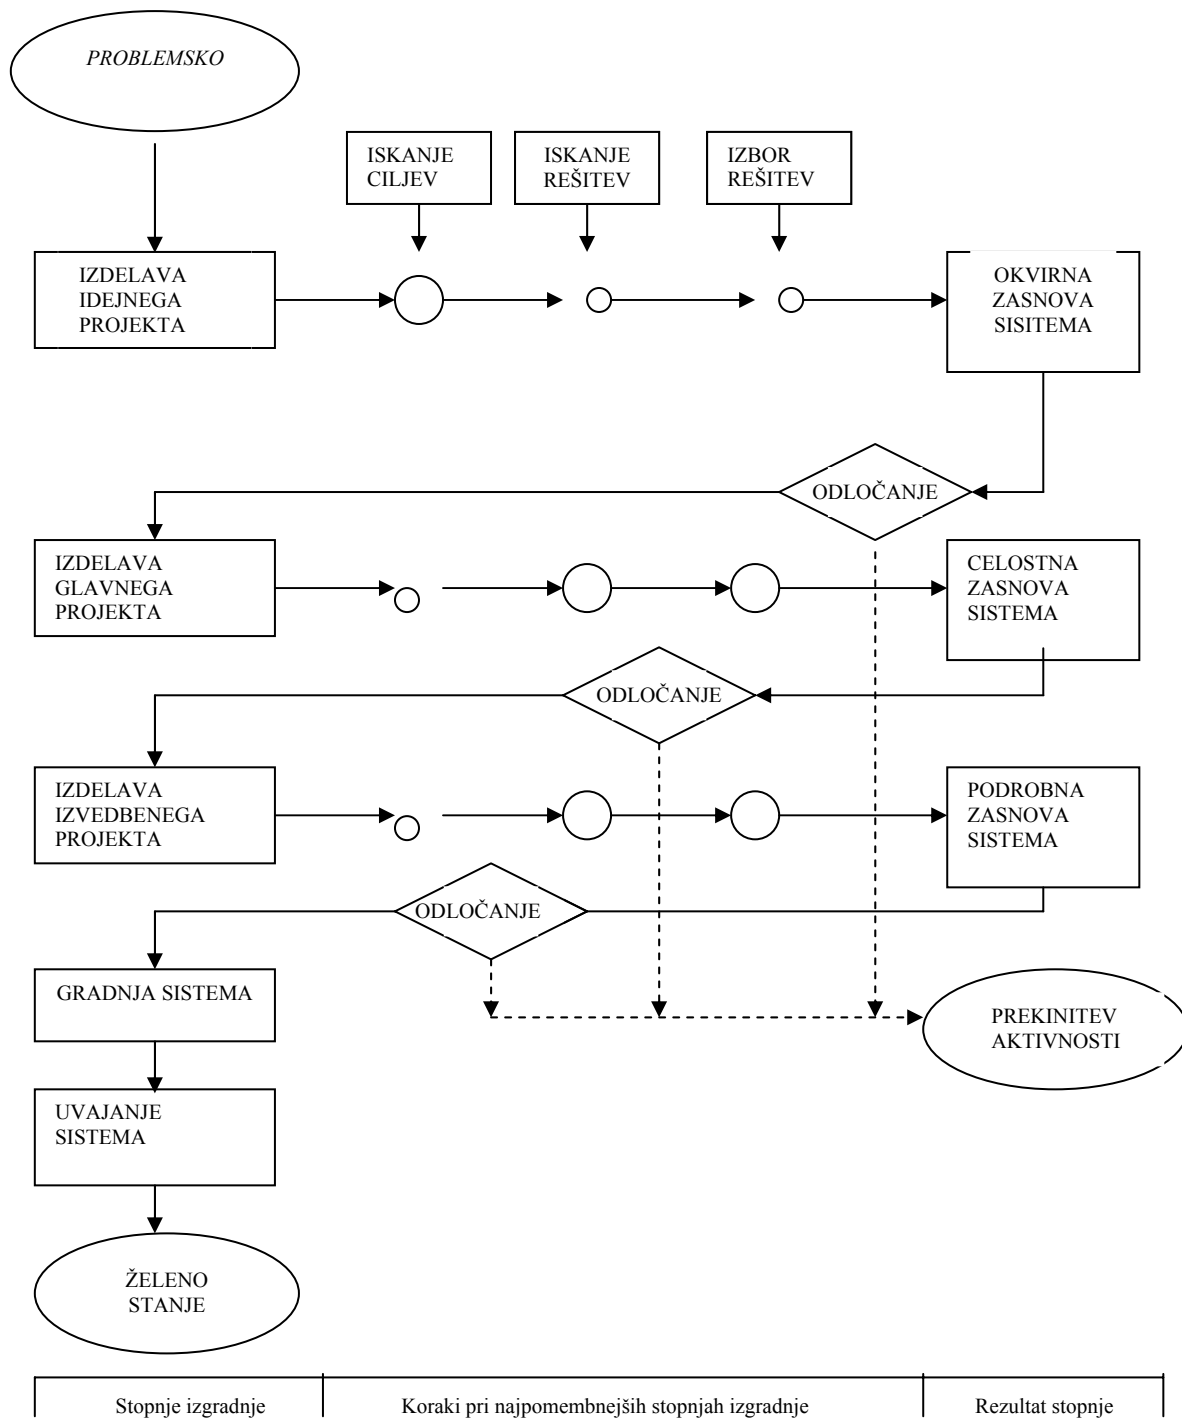 PROBLEMSKO
ISKANJE
CILJEV
ISKANJE
REŠITEV
IZBOR
REŠITEV
IZDELAVA
IDEJNEGA
PROJEKTA
OKVIRNA
ZASNOVA
SISITEMA
ODLOČANJE
IZDELAVA
GLAVNEGA
PROJEKTA
CELOSTNA
ZASNOVA
SISTEMA
ODLOČANJE
IZDELAVA
IZVEDBENEGA
PROJEKTA
PODROBNA
ZASNOVA
SISTEMA
ODLOČANJE
GRADNJA SISTEMA
PREKINITEV
AKTIVNOSTI
UVAJANJE
SISTEMA
ŽELENO
STANJE
Stopnje izgradnje
Koraki pri najpomembnejših stopnjah izgradnje
Rezultat stopnje